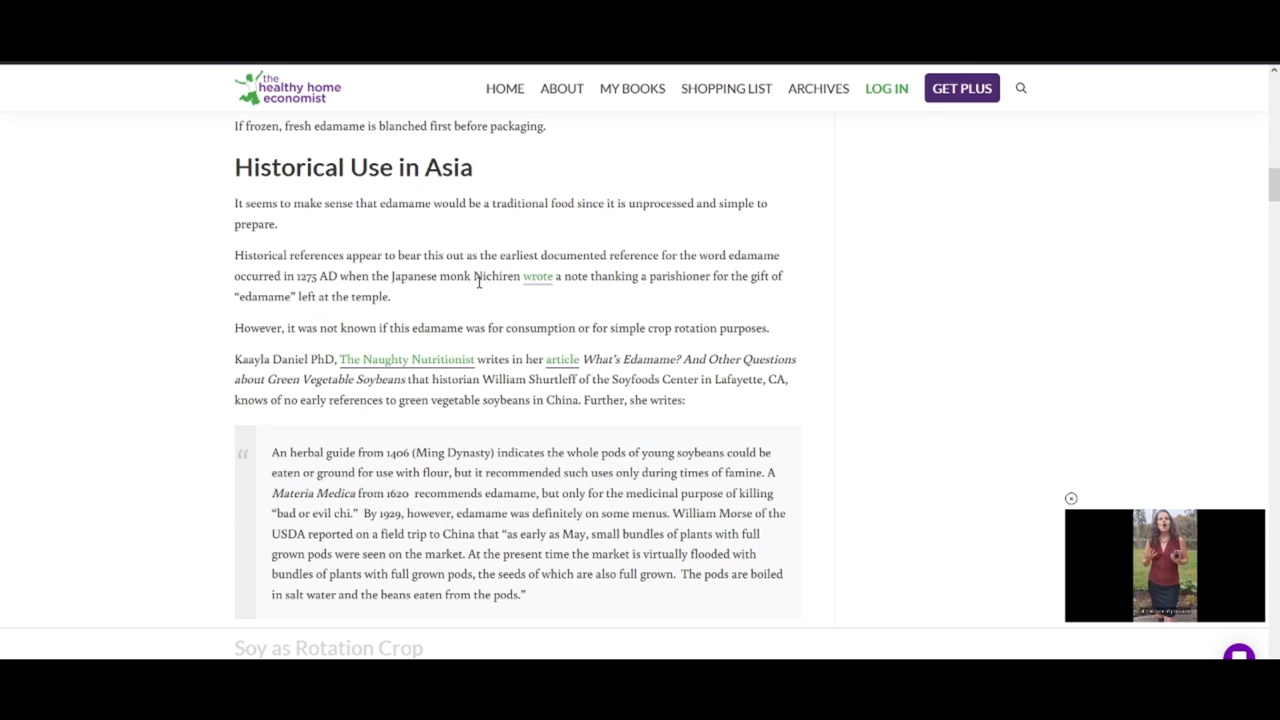 the
healthy home
economist
HOME
ABOUT
MY BOOKS
SHOPPING LIST
ARCHIVES
LOG IN
GET PLUS
If frozen, fresh edamame is blanched first before packaging.
Historical Use in Asia
It seems to make sense that edamame would be a traditional food since it is unprocessed and simple to
prepare.
Historical references appear to bear this out as the earliest documented reference for the word edamame
occurred in 1275 AD when the Japanese monk Nichiren wrote a note thanking a parishioner for the gift of
“edamame” left at the temple.
However, it was not known if this edamame was for consumption or for simple crop rotation purposes.
Kaayla Daniel PhD, The Naughty Nutritionist writes in her article What’s Edamame? And Other Questions
about Green Vegetable Soybeans that historian William Shurtleff of the Soyfoods Center in Lafayette, CA,
knows of no early references to green vegetable soybeans in China. Further, she writes:
“
An herbal guide from 1406 (Ming Dynasty) indicates the whole pods of young soybeans could be
eaten or ground for use with flour, but it recommended such uses only during times of famine. A
Materia Medica from 1620 recommends edamame, but only for the medicinal purpose of killing
“bad or evil chi.” By 1929, however, edamame was definitely on some menus. William Morse of the
USDA reported on a field trip to China that “as early as May, small bundles of plants with full
grown pods were seen on the market. At the present time the market is virtually flooded with
bundles of plants with full grown pods, the seeds of which are also full grown. The pods are boiled
in salt water and the beans eaten from the pods.”
Soy as Rotation Crop